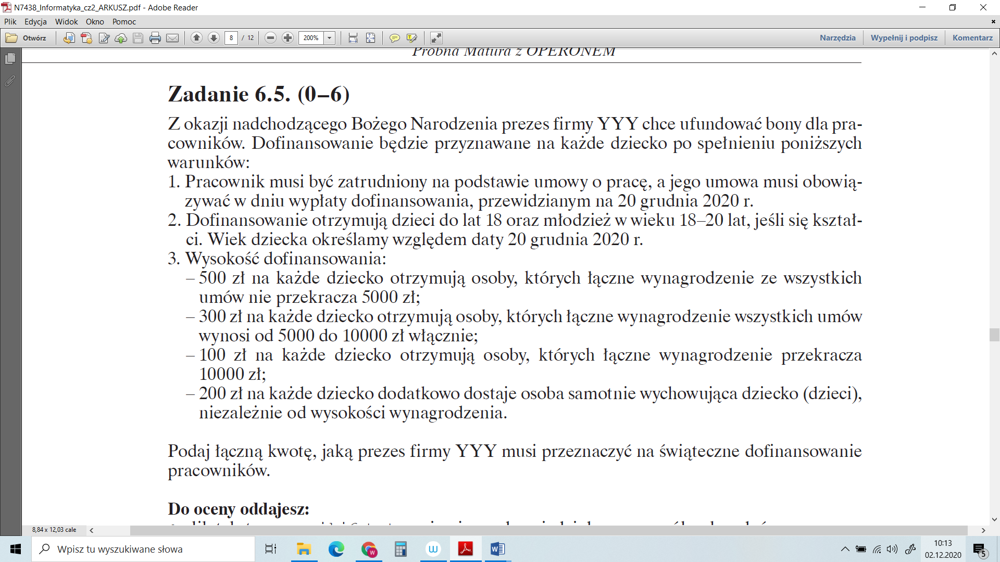 N7438_Informatyka_cz2_ARKUSZ.pdf - Adobe Reader
Plik Edycja Widok Okno Pomoc
Otwórz 8 / 12 200% Narzędzia Wypełnij i podpisz Komentarz
Próbna Matura z OPERONEM
Zadanie 6.5. (0–6)
Z okazji nadchodzącego Bożego Narodzenia prezes firmy YYY chce ufundować bony dla pra-
cowników. Dofinansowanie będzie przyznawane na każde dziecko po spełnieniu poniższych
warunków:
1. Pracownik musi być zatrudniony na podstawie umowy o pracę, a jego umowa musi obowią-
zywać w dniu wypłaty dofinansowania, przewidzianym na 20 grudnia 2020 r.
2. Dofinansowanie otrzymują dzieci do lat 18 oraz młodzież w wieku 18–20 lat, jeśli się kształ-
ci. Wiek dziecka określamy względem daty 20 grudnia 2020 r.
3. Wysokość dofinansowania:
– 500 zł na każde dziecko otrzymują osoby, których łączne wynagrodzenie ze wszystkich
umów nie przekracza 5000 zł;
– 300 zł na każde dziecko otrzymują osoby, których łączne wynagrodzenie wszystkich umów
wynosi od 5000 do 10000 zł włącznie;
– 100 zł na każde dziecko otrzymują osoby, których łączne wynagrodzenie przekracza
10000 zł;
– 200 zł na każde dziecko dodatkowo dostaje osoba samotnie wychowująca dziecko (dzieci),
niezależnie od wysokości wynagrodzenia.
Podaj łączną kwotę, jaką prezes firmy YYY musi przeznaczyć na świąteczne dofinansowanie
pracowników.
Do oceny oddajesz:
8,84 x 12,03 cale
Wpisz tu wyszukiwane słowa
10:13
02.12.2020
5